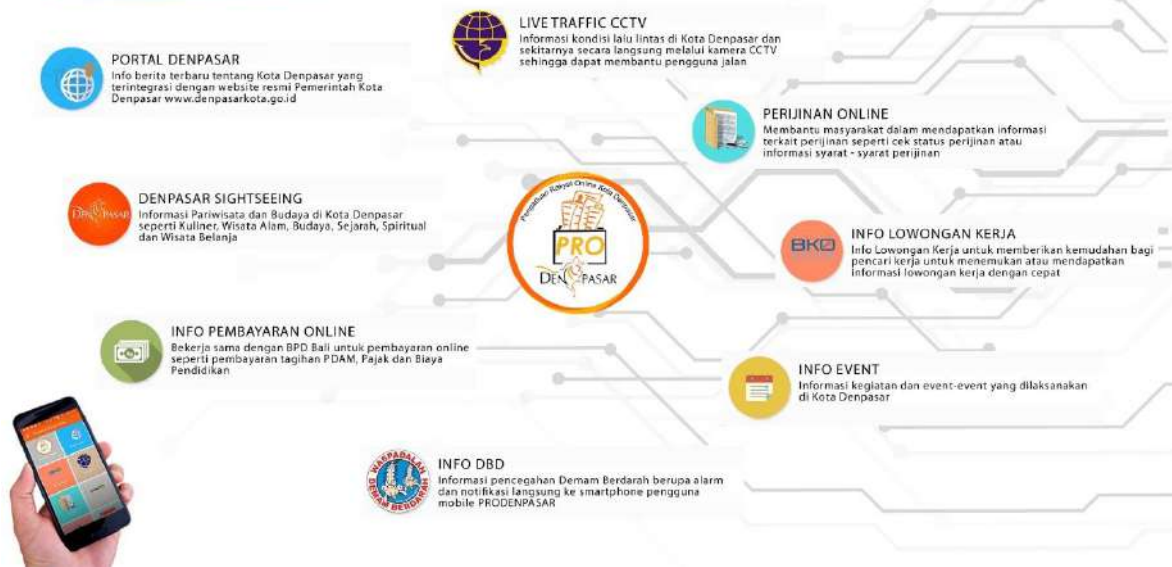 LIVE TRAFFIC CCTV
Informasi kondisi lalu lintas di Kota Denpasar dan
sekitarnya secara langsung melalui kamera CCTV
sehingga dapat membantu pengguna jalan
PORTAL DENPASAR
Info berita terbaru tentang Kota Denpasar yang
terintegrasi dengan website resmi Pemerintah Kota
Denpasar www.denpasarkota.go.id
PERIJINAN ONLINE
Membantu masyarakat dalam mendapatkan informasi
terkait perijinan seperti cek status perijinan atau
informasi syarat - syarat perijinan
DENPASAR
DENPASAR SIGHTSEEING
Informasi Pariwisata dan Budaya di Kota Denpasar
seperti Kuliner, Wisata Alam, Budaya, Sejarah, Spiritual
dan Wisata Belanja
Pengaduan Rakyat Online Kota Denpasar
PRO
DENPASAR
BKD
INFO LOWONGAN KERJA
Info Lowongan Kerja untuk memberikan kemudahan bagi
pencari kerja untuk menemukan atau mendapatkan
informasi lowongan kerja dengan cepat
INFO PEMBAYARAN ONLINE
Bekerja sama dengan BPD Bali untuk pembayaran online
seperti pembayaran tagihan PDAM, Pajak dan Biaya
Pendidikan
INFO EVENT
Informasi kegiatan dan event-event yang dilaksanakan
di Kota Denpasar
WASPADALAH
DEMAM BERDARAH
INFO DBD
Informasi pencegahan Demam Berdarah berupa alarm
dan notifikasi langsung ke smartphone pengguna
mobile PRODENPASAR